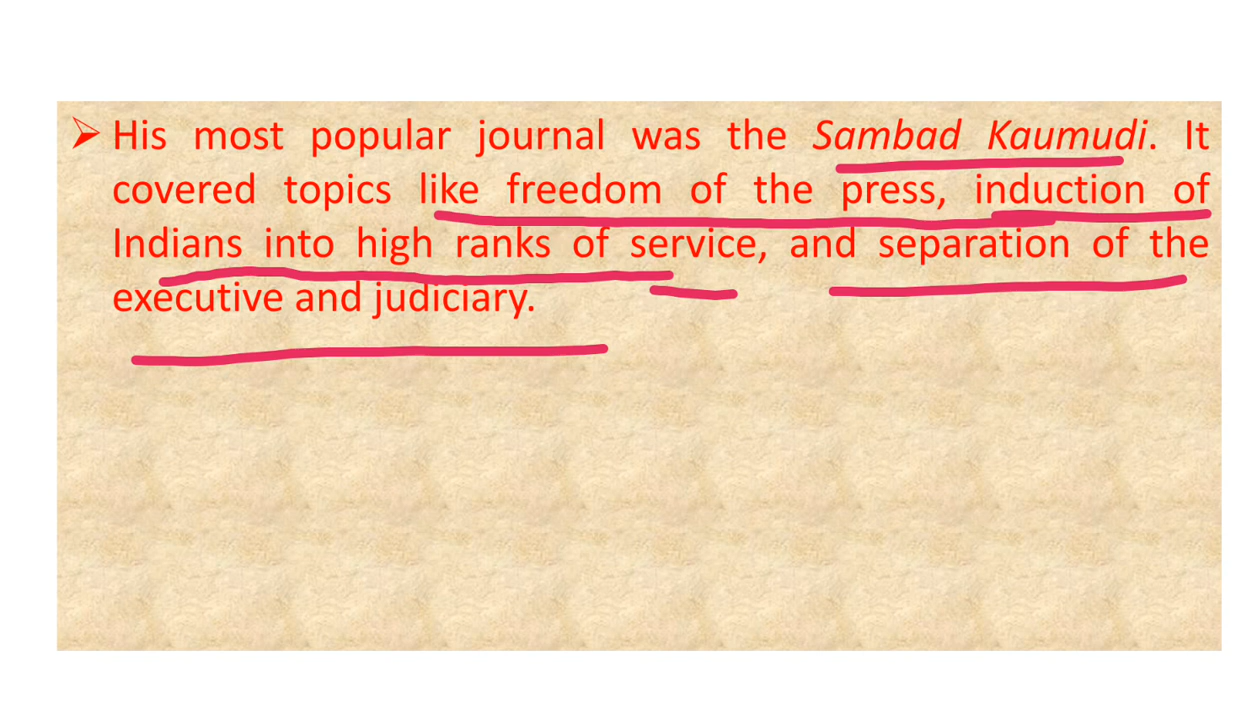 ➢ His most popular journal was the Sambad Kaumudi. It
covered topics like freedom of the press, induction of
Indians into high ranks of service, and separation of the
executive and judiciary.